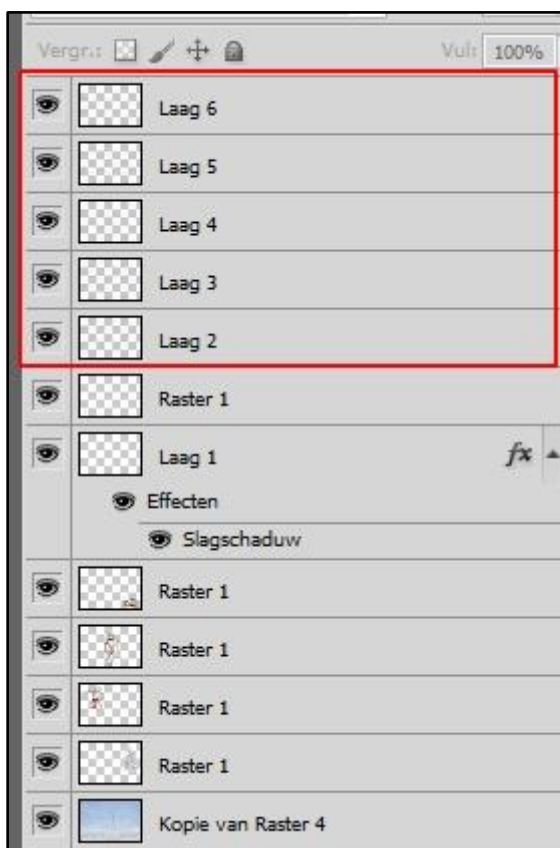 Vergr.: Vul: 100%
Laag 6
Laag 5
Laag 4
Laag 3
Laag 2
Raster 1
Laag 1 fx
Effecten
Slagschaduw
Raster 1
Raster 1
Raster 1
Raster 1
Kopie van Raster 4